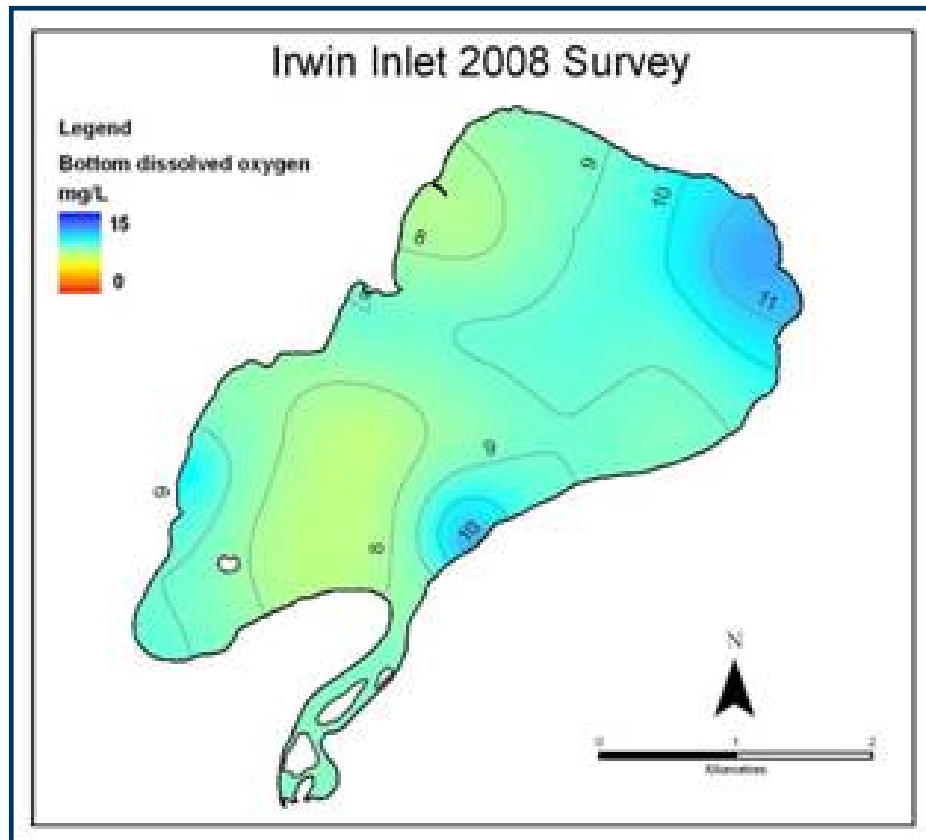 Irwin Inlet 2008 Survey
Legend
Bottom dissolved oxygen
mg/L
15
0
9
10
8
11
9
9
10
8
N
0 1 2
Kilometres